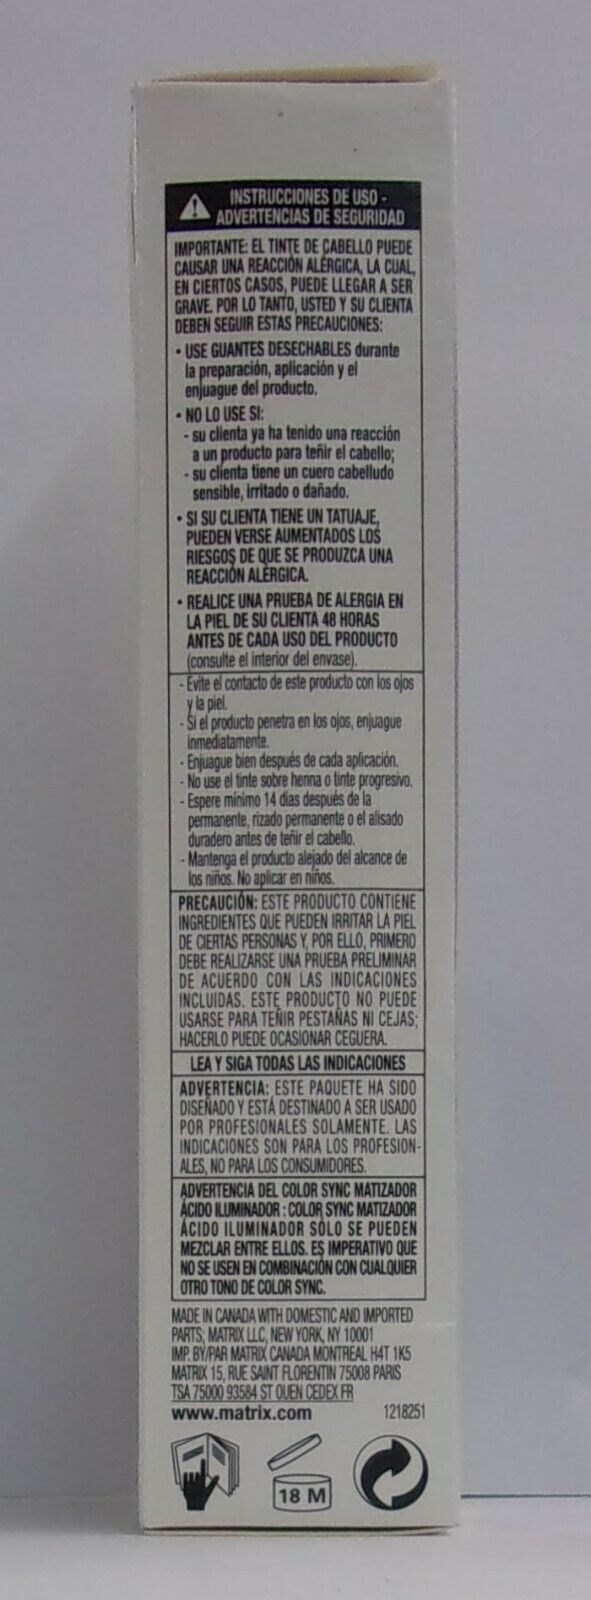 INSTRUCCIONES DE USO -
ADVERTENCIAS DE SEGURIDAD
IMPORTANTE: EL TINTE DE CABELLO PUEDE
CAUSAR UNA REACCIÓN ALÉRGICA, LA CUAL,
EN CIERTOS CASOS, PUEDE LLEGAR A SER
GRAVE. POR LO TANTO, USTED Y SU CLIENTA
DEBEN SEGUIR ESTAS PRECAUCIONES:
• USE GUANTES DESECHABLES durante
la preparación, aplicación y el
enjuague del producto.
• NO LO USE SI:
- su clienta ya ha tenido una reacción
a un producto para teñir el cabello;
- su clienta tiene un cuero cabelludo
sensible, irritado o dañado.
• SI SU CLIENTA TIENE UN TATUAJE,
PUEDEN VERSE AUMENTADOS LOS
RIESGOS DE QUE SE PRODUZCA UNA
REACCIÓN ALÉRGICA.
• REALICE UNA PRUEBA DE ALERGIA EN
LA PIEL DE SU CLIENTA 48 HORAS
ANTES DE CADA USO DEL PRODUCTO
(consulte el interior del envase).
- Evite el contacto de este producto con los ojos
y la piel.
- Si el producto penetra en los ojos, enjuague
inmediatamente.
- Enjuague bien después de cada aplicación.
- No use el tinte sobre henna o tinte progresivo.
- Espere mínimo 14 días después de la
permanente, rizado permanente o el alisado
duradero antes de teñir el cabello.
- Mantenga el producto alejado del alcance de
los niños. No aplicar en niños.
PRECAUCIÓN: ESTE PRODUCTO CONTIENE
INGREDIENTES QUE PUEDEN IRRITAR LA PIEL
DE CIERTAS PERSONAS Y, POR ELLO, PRIMERO
DEBE REALIZARSE UNA PRUEBA PRELIMINAR
DE ACUERDO CON LAS INDICACIONES
INCLUIDAS. ESTE PRODUCTO NO PUEDE
USARSE PARA TEÑIR PESTAÑAS NI CEJAS;
HACERLO PUEDE OCASIONAR CEGUERA.
LEA Y SIGA TODAS LAS INDICACIONES
ADVERTENCIA: ESTE PAQUETE HA SIDO
DISEÑADO Y ESTÁ DESTINADO A SER USADO
POR PROFESIONALES SOLAMENTE. LAS
INDICACIONES SON PARA LOS PROFESION-
ALES, NO PARA LOS CONSUMIDORES.
ADVERTENCIA DEL COLOR SYNC MATIZADOR
ÁCIDO ILUMINADOR : COLOR SYNC MATIZADOR
ÁCIDO ILUMINADOR SÓLO SE PUEDEN
MEZCLAR ENTRE ELLOS. ES IMPERATIVO QUE
NO SE USEN EN COMBINACIÓN CON CUALQUIER
OTRO TONO DE COLOR SYNC.
MADE IN CANADA WITH DOMESTIC AND IMPORTED
PARTS; MATRIX LLC, NEW YORK, NY 10001
IMP. BY/PAR MATRIX CANADA MONTREAL H4T 1K5
MATRIX 15, RUE SAINT FLORENTIN 75008 PARIS
TSA 75000 93584 ST OUEN CEDEX FR
www.matrix.com 1218251
18 M